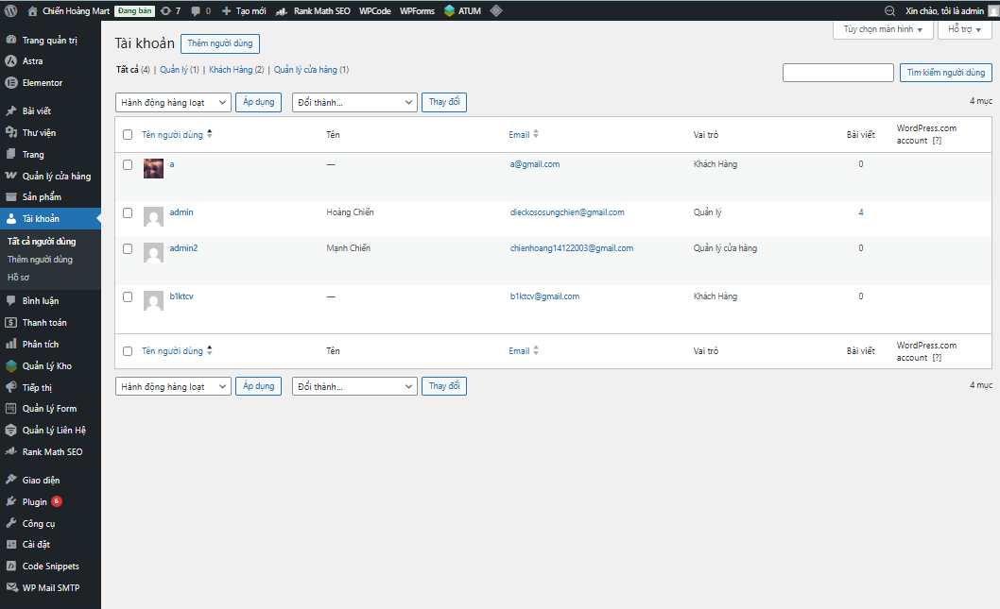 Chiến Hoàng Mart Đang bán 7 0 Tạo mới Rank Math SEO WPCode WPForms ATUM Xin chào, tôi là admin
Tùy chọn màn hình Hỗ trợ
Trang quản trị
Astra
Elementor
Bài viết
Thư viện
Trang
Quản lý cửa hàng
Sản phẩm
Tài khoản
Tất cả người dùng
Thêm người dùng
Hồ sơ
Bình luận
Thanh toán
Phân tích
Quản Lý Kho
Tiếp thị
Quản Lý Form
Quản Lý Liên Hệ
Rank Math SEO
Giao diện
Plugin 6
Công cụ
Cài đặt
Code Snippets
WP Mail SMTP
Tài khoản Thêm người dùng
Tất cả (4) | Quản lý (1) | Khách Hàng (2) | Quản lý cửa hàng (1)
Tìm kiếm người dùng
Hành động hàng loạt Áp dụng Đổi thành... Thay đổi 4 mục
Tên người dùng Tên Email Vai trò Bài viết WordPress.com
account [?]
a — a@gmail.com Khách Hàng 0
admin Hoàng Chiến dieckososungchien@gmail.com Quản lý 4
admin2 Mạnh Chiến chienhoang14122003@gmail.com Quản lý cửa hàng 0
b1ktcv — b1ktcv@gmail.com Khách Hàng 0
Tên người dùng Tên Email Vai trò Bài viết WordPress.com
account [?]
Hành động hàng loạt Áp dụng Đổi thành... Thay đổi 4 mục